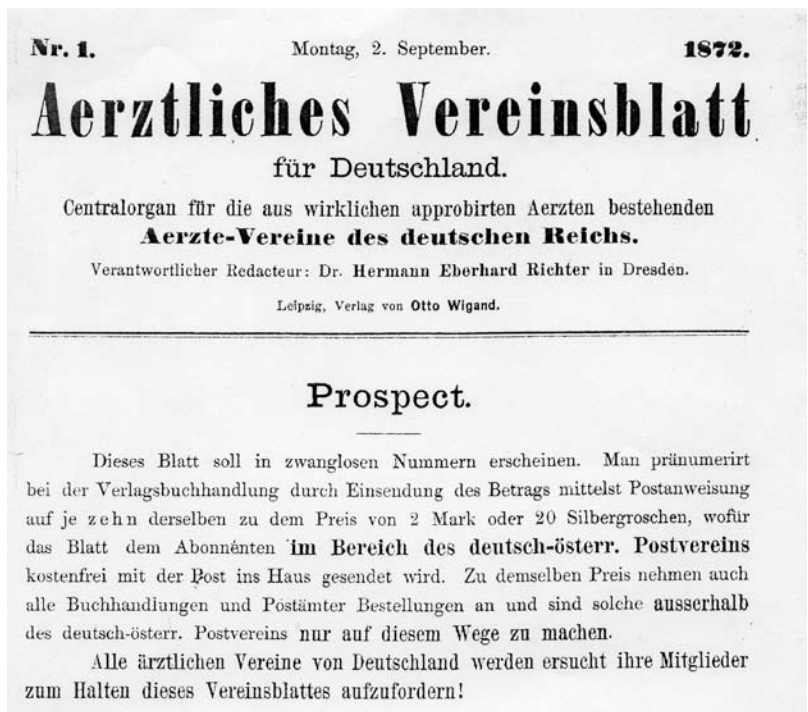 Nr. 1. Montag, 2. September. 1872.
Aerztliches Vereinsblatt
für Deutschland.
Centralorgan für die aus wirklichen approbirten Aerzten bestehenden
Aerzte-Vereine des deutschen Reichs.
Verantwortlicher Redacteur: Dr. Hermann Eberhard Richter in Dresden.
Leipzig, Verlag von Otto Wigand.
Prospect.
Dieses Blatt soll in zwanglosen Nummern erscheinen. Man pränumerirt
bei der Verlagsbuchhandlung durch Einsendung des Betrags mittelst Postanweisung
auf je zehn derselben zu dem Preis von 2 Mark oder 20 Silbergroschen, wofür
das Blatt dem Abonnenten im Bereich des deutsch-österr. Postvereins
kostenfrei mit der Post ins Haus gesendet wird. Zu demselben Preis nehmen auch
alle Buchhandlungen und Postämter Bestellungen an und sind solche ausserhalb
des deutsch-österr. Postvereins nur auf diesem Wege zu machen.
Alle ärztlichen Vereine von Deutschland werden ersucht ihre Mitglieder
zum Halten dieses Vereinsblattes aufzufordern!